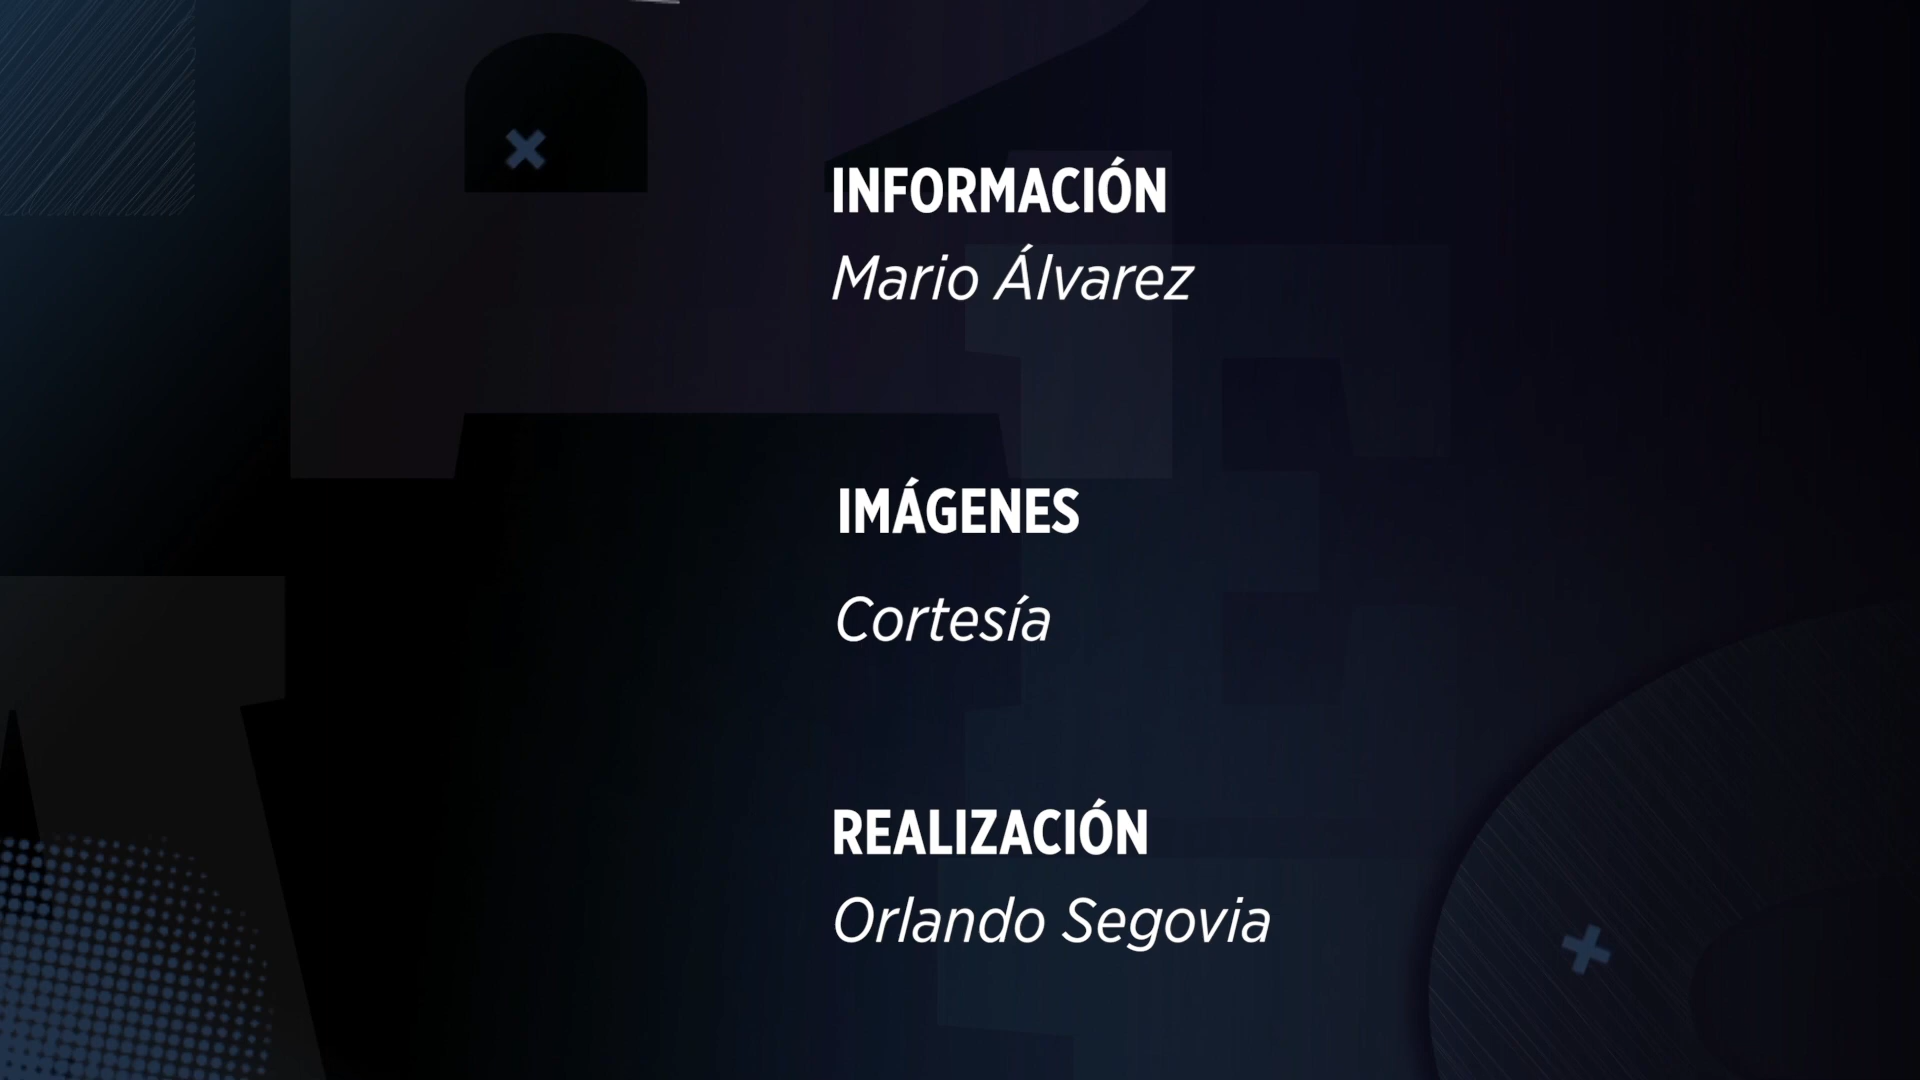 INFORMACIÓN
Mario Álvarez
IMÁGENES
Cortesía
REALIZACIÓN
Orlando Segovia